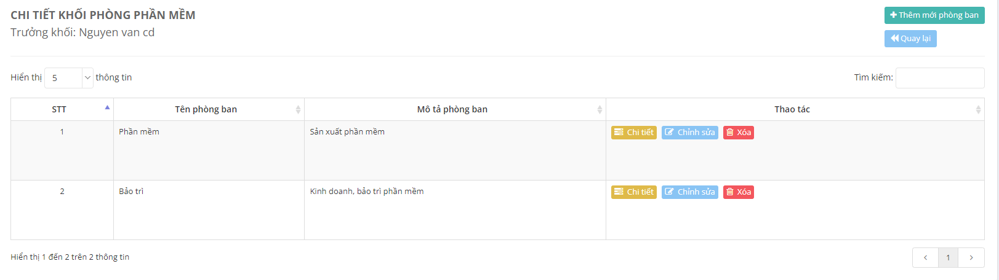 CHI TIẾT KHỐI PHÒNG PHẦN MỀM
Trưởng khối: Nguyen van cd
Thêm mới phòng ban
Quay lại
Hiển thị 5 thông tin
Tìm kiếm:
STT Tên phòng ban Mô tả phòng ban Thao tác
1 Phần mềm Sản xuất phần mềm Chi tiết Chỉnh sửa Xóa
2 Bảo trì Kinh doanh, bảo trì phần mềm Chi tiết Chỉnh sửa Xóa
Hiển thị 1 đến 2 trên 2 thông tin
1